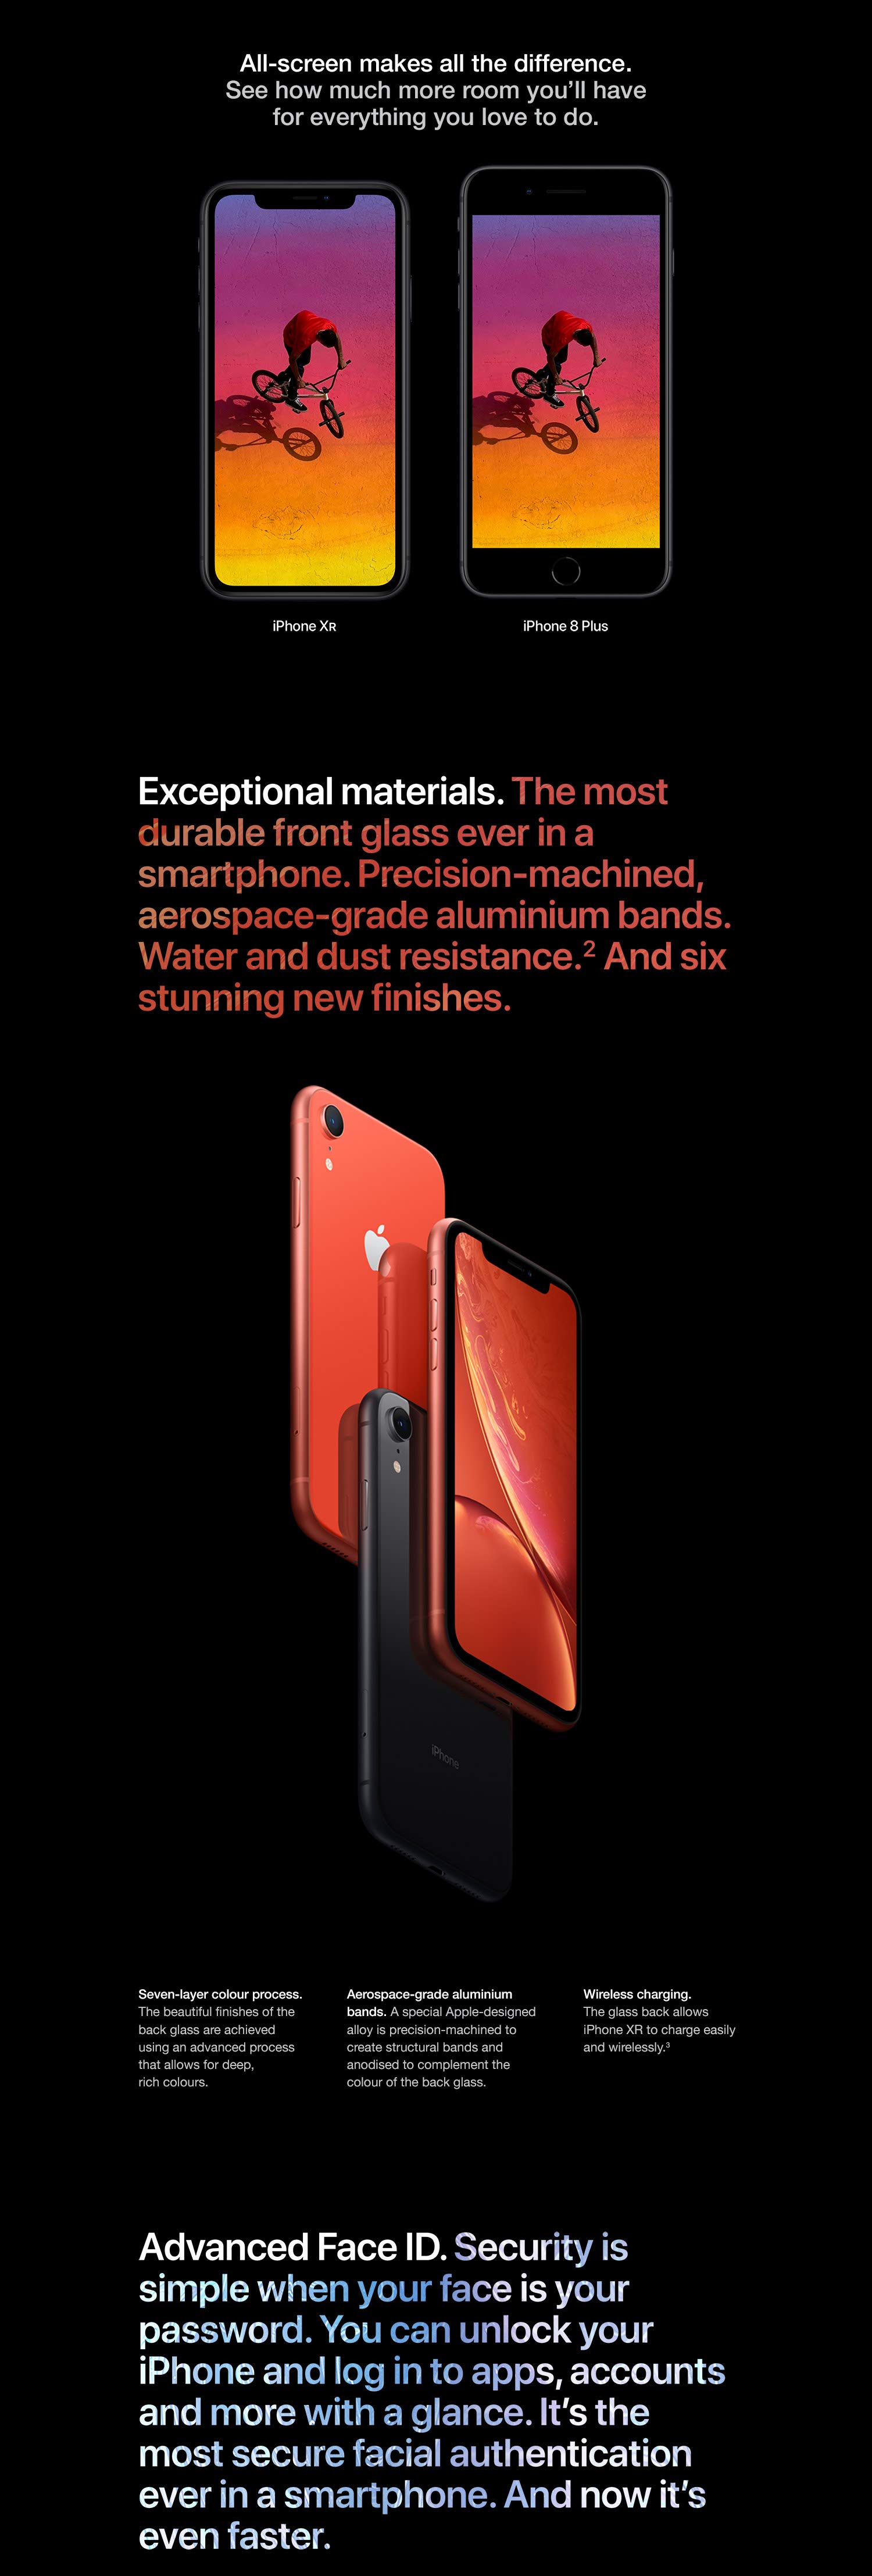 All-screen makes all the difference.
See how much more room you’ll have
for everything you love to do.
iPhone XR
iPhone 8 Plus
Exceptional materials. The most
durable front glass ever in a
smartphone. Precision-machined,
aerospace-grade aluminium bands.
Water and dust resistance.² And six
stunning new finishes.
iPhone
Seven-layer colour process.
The beautiful finishes of the
back glass are achieved
using an advanced process
that allows for deep,
rich colours.
Aerospace-grade aluminium
bands. A special Apple-designed
alloy is precision-machined to
create structural bands and
anodised to complement the
colour of the back glass.
Wireless charging.
The glass back allows
iPhone XR to charge easily
and wirelessly.³
Advanced Face ID. Security is
simple when your face is your
password. You can unlock your
iPhone and log in to apps, accounts
and more with a glance. It’s the
most secure facial authentication
ever in a smartphone. And now it’s
even faster.